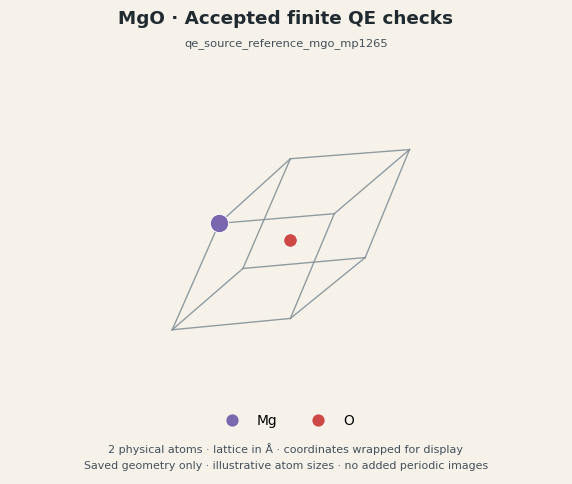 MgO · Accepted finite QE checks
qe_source_reference_mgo_mp1265
Mg O
2 physical atoms · lattice in Å · coordinates wrapped for display
Saved geometry only · illustrative atom sizes · no added periodic images